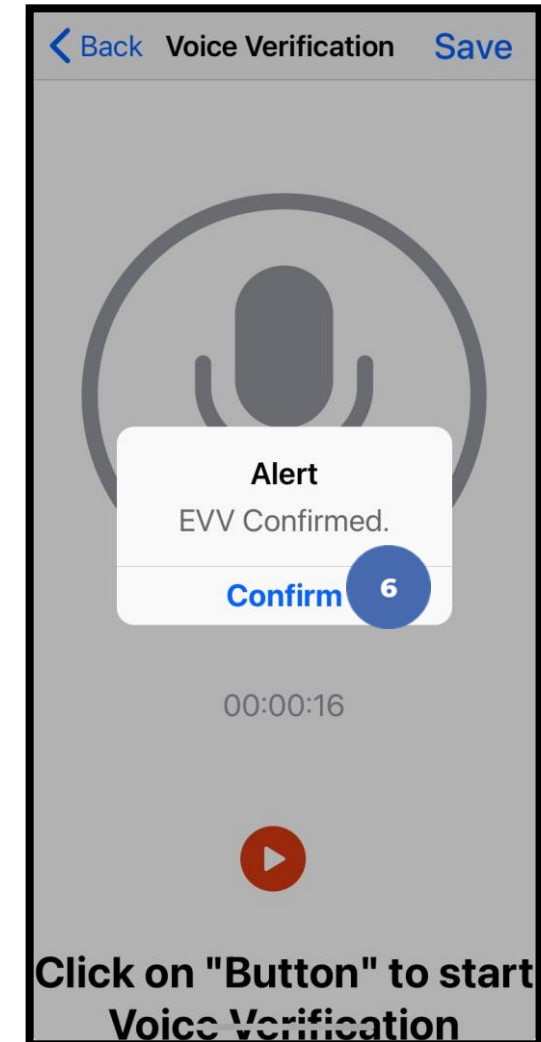 Back Voice Verification Save
Alert
EVV Confirmed.
Confirm 6
00:00:16
Click on "Button" to start
Voice Verification